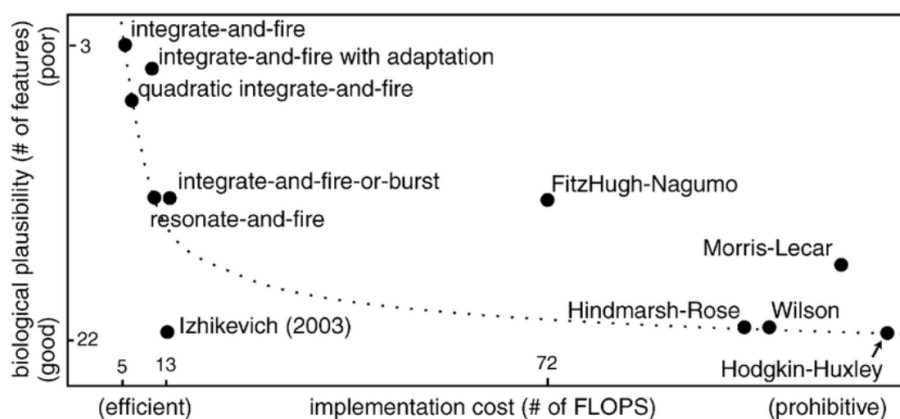 biological plausibility (# of features)
(poor)
(good)
3
22
integrate-and-fire
integrate-and-fire with adaptation
quadratic integrate-and-fire
integrate-and-fire-or-burst
resonate-and-fire
FitzHugh-Nagumo
Morris-Lecar
Hindmarsh-Rose
Wilson
Izhikevich (2003)
Hodgkin-Huxley
5
13
72
(efficient)
implementation cost (# of FLOPS)
(prohibitive)